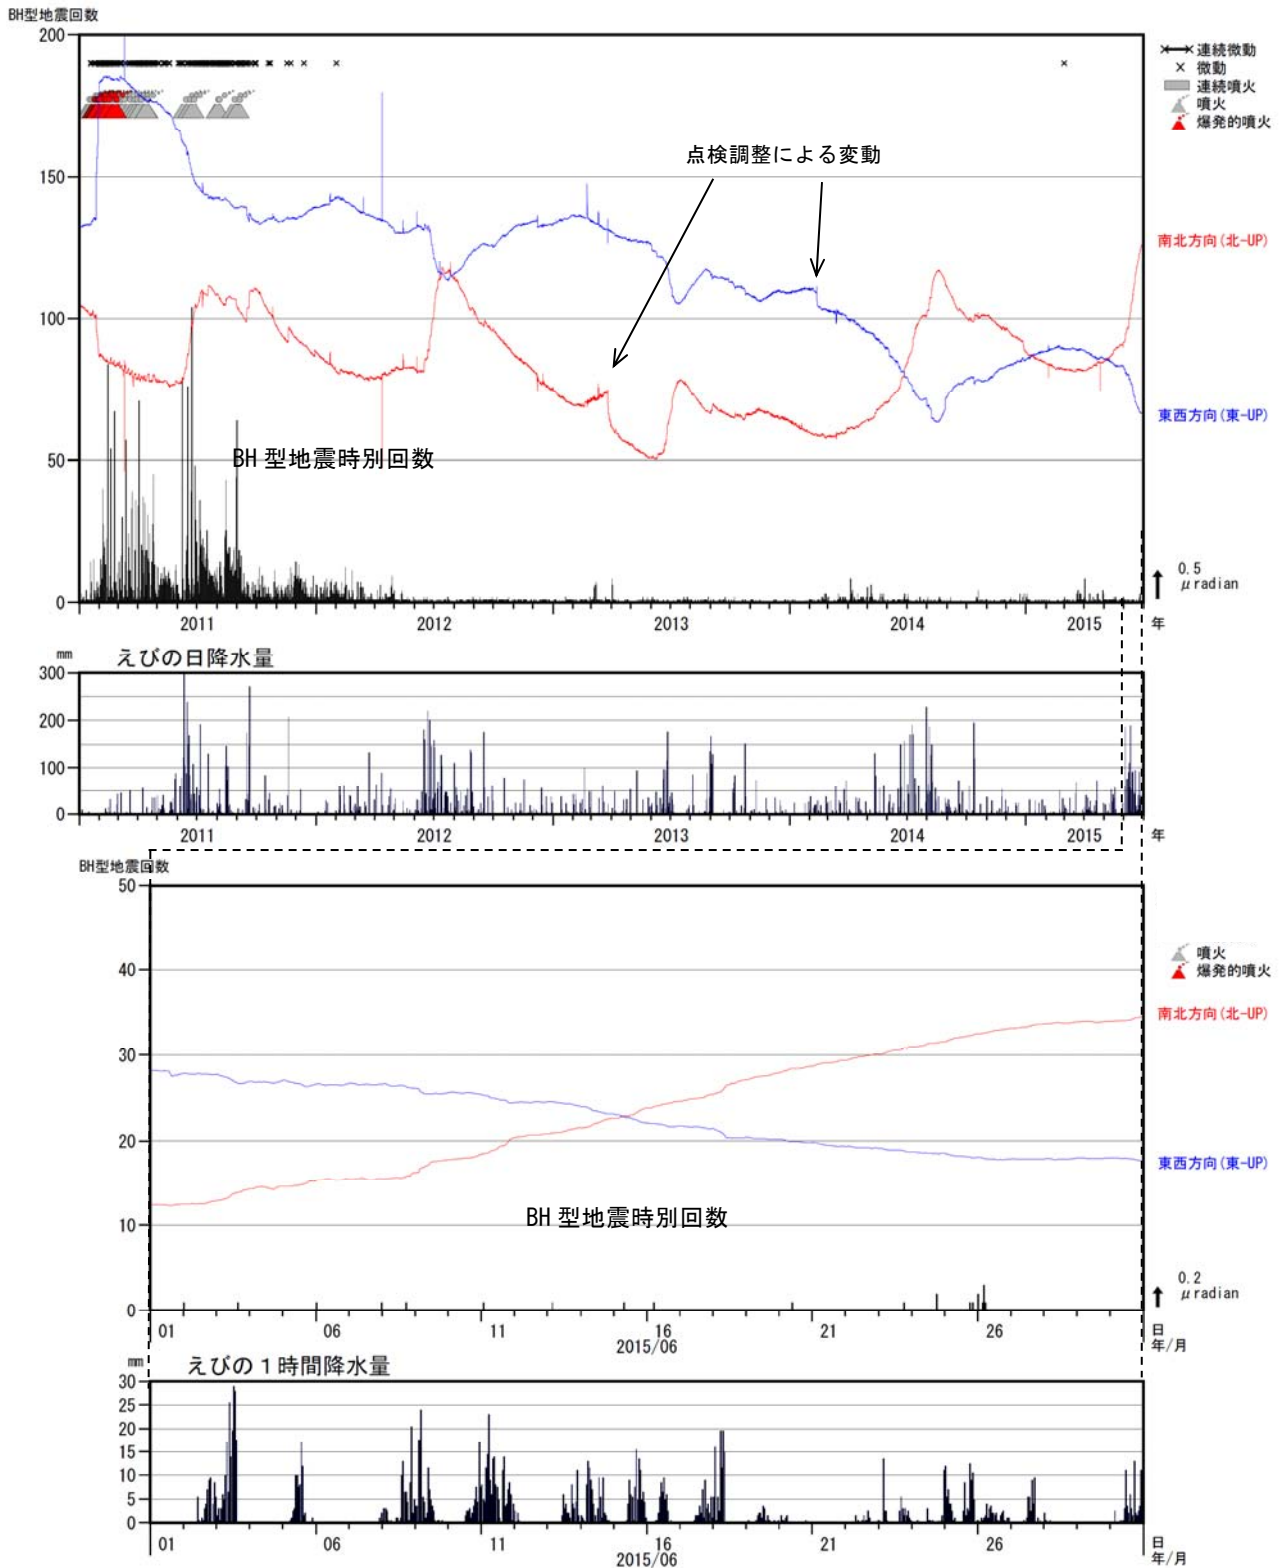 BH型地震回数
200
150
100
50
0
連続微動
微動
連続噴火
噴火
爆発的噴火
点検調整による変動
南北方向(北-UP)
東西方向(東-UP)
BH 型地震時別回数
0.5
μradian
2011 2012 2013 2014 2015 年
mm えびの日降水量
300
200
100
0
2011 2012 2013 2014 2015 年
BH型地震回数
50
40
30
20
10
0
噴火
爆発的噴火
南北方向(北-UP)
東西方向(東-UP)
BH 型地震時別回数
0.2
μradian
01 06 11 16 21 26 日
2015/06 年/月
mm えびの１時間降水量
30
25
20
15
10
5
0
01 06 11 16 21 26 日
2015/06 年/月